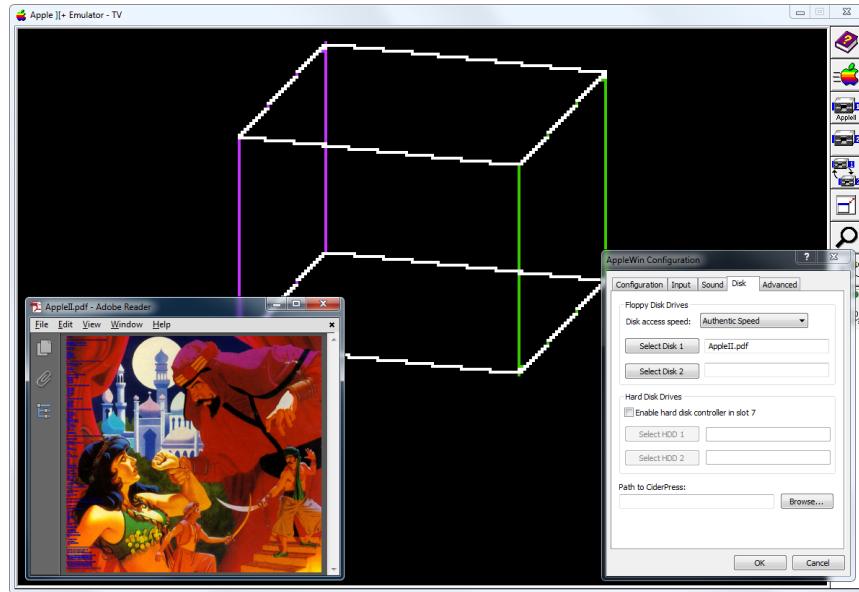 Apple ][+ Emulator - TV
?
AppleII
1
2
AppleWin Configuration
?
Configuration Input Sound Disk Advanced
Floppy Disk Drives
Disk access speed: Authentic Speed
Select Disk 1 AppleII.pdf
Select Disk 2
Hard Disk Drives
Enable hard disk controller in slot 7
Select HDD 1
Select HDD 2
Path to CiderPress:
Browse...
OK Cancel
AppleII.pdf - Adobe Reader
File Edit View Window Help